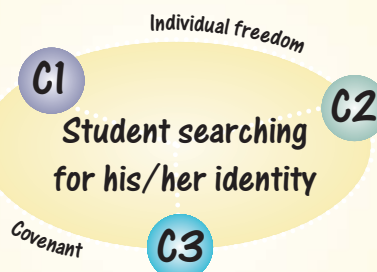 Individual freedom
C1
C2
Student searching
for his/her identity
Covenant
C3